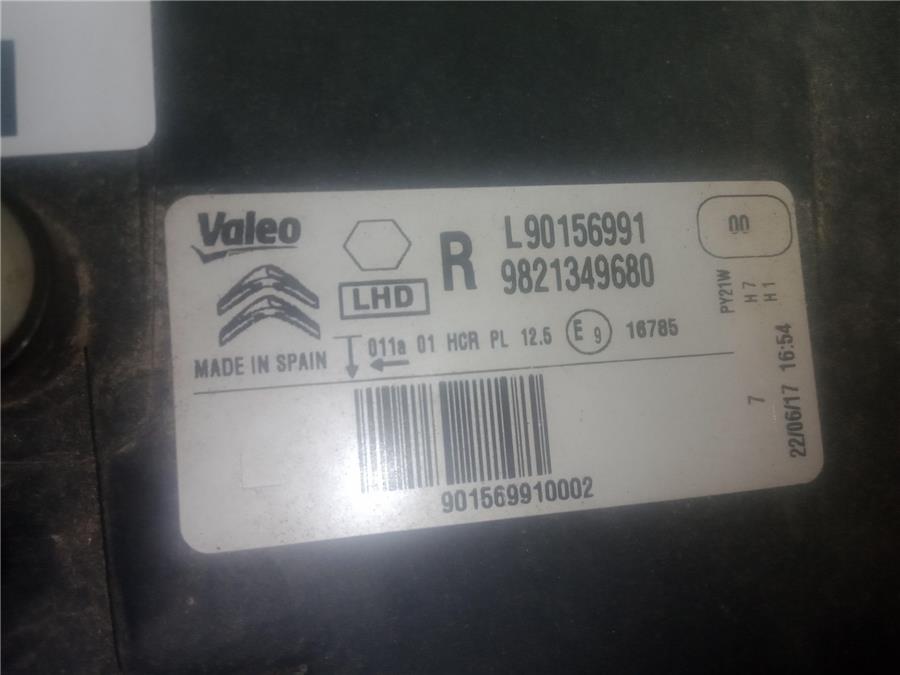 Valeo
LHD
R
L90156991
9821349680
00
PY21W
H7
H1
MADE IN SPAIN
011a 01 HCR PL 12.5 E 9 16785
7
22/06/17 16:54
901569910002